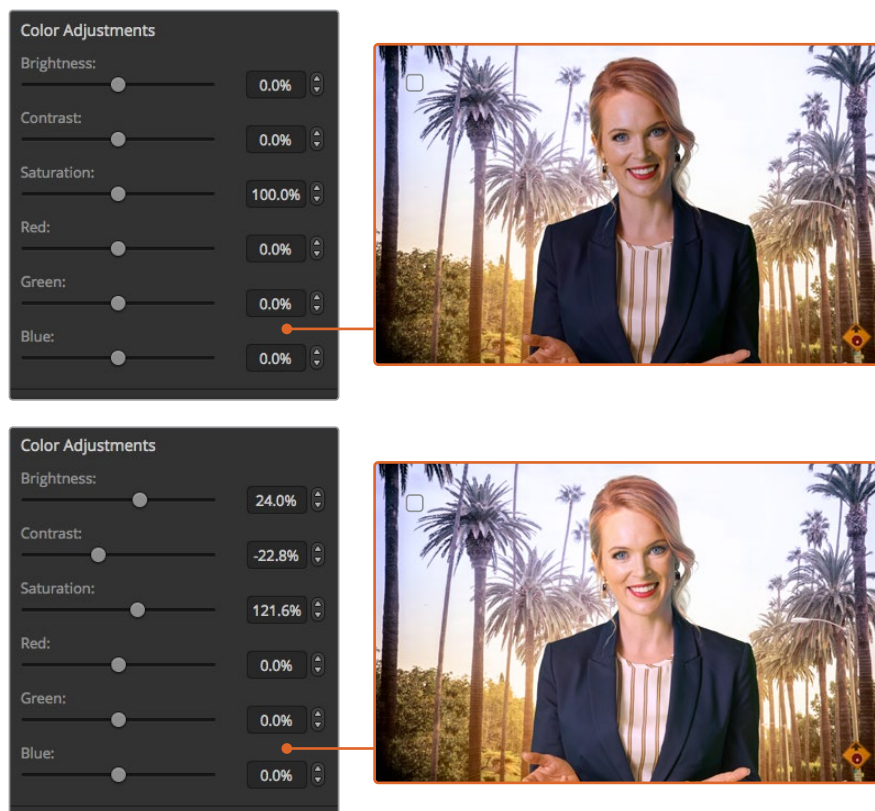 Color Adjustments
Brightness:
0.0%
Contrast:
0.0%
Saturation:
100.0%
Red:
0.0%
Green:
0.0%
Blue:
0.0%
Color Adjustments
Brightness:
24.0%
Contrast:
-22.8%
Saturation:
121.6%
Red:
0.0%
Green:
0.0%
Blue:
0.0%